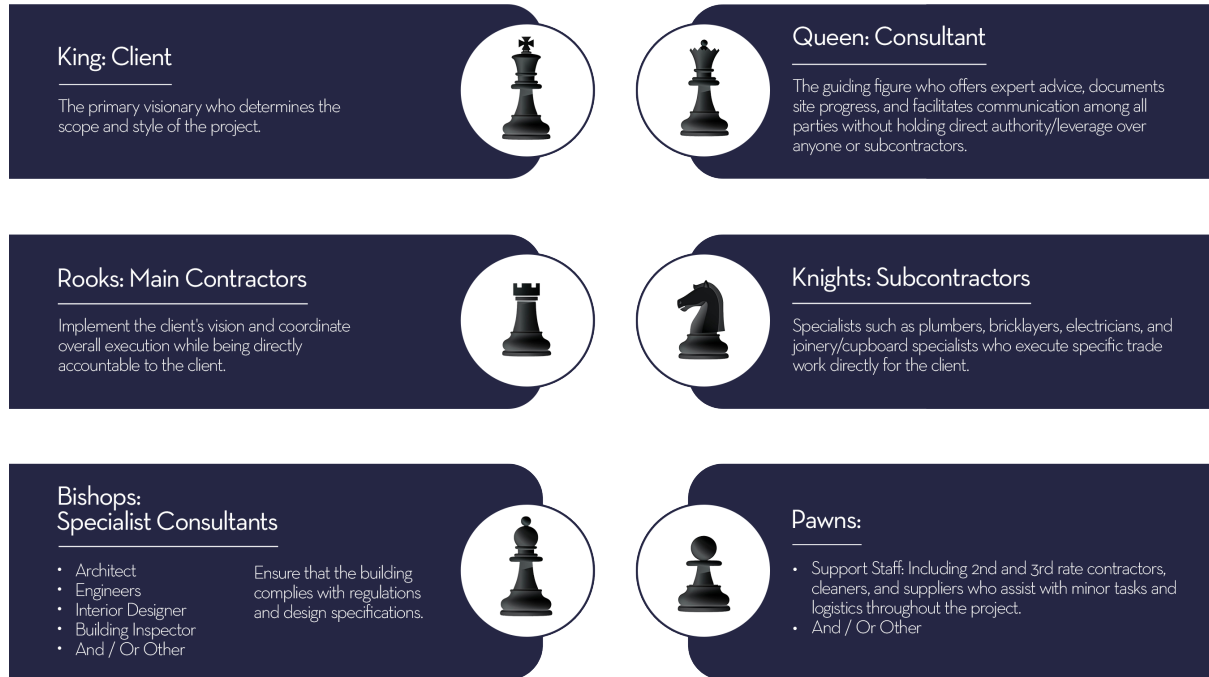 King: Client
The primary visionary who determines the
scope and style of the project.
Queen: Consultant
The guiding figure who offers expert advice, documents
site progress, and facilitates communication among all
parties without holding direct authority/leverage over
anyone or subcontractors.
Rooks: Main Contractors
Implement the client's vision and coordinate
overall execution while being directly
accountable to the client.
Knights: Subcontractors
Specialists such as plumbers, bricklayers, electricians, and
joinery/cupboard specialists who execute specific trade
work directly for the client.
Bishops:
Specialist Consultants
• Architect
• Engineers
• Interior Designer
• Building Inspector
• And / Or Other
Ensure that the building
complies with regulations
and design specifications.
Pawns:
• Support Staff: Including 2nd and 3rd rate contractors,
cleaners, and suppliers who assist with minor tasks and
logistics throughout the project.
• And / Or Other